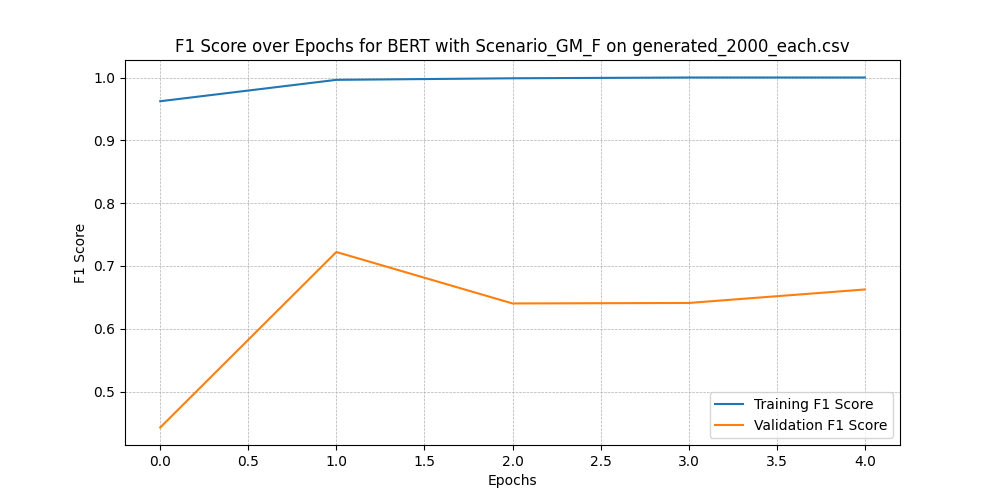 F1 Score over Epochs for BERT with Scenario_GM_F on generated_2000_each.csv
F1 Score
1.0
0.9
0.8
0.7
0.6
0.5
Training F1 Score
Validation F1 Score
0.0 0.5 1.0 1.5 2.0 2.5 3.0 3.5 4.0
Epochs